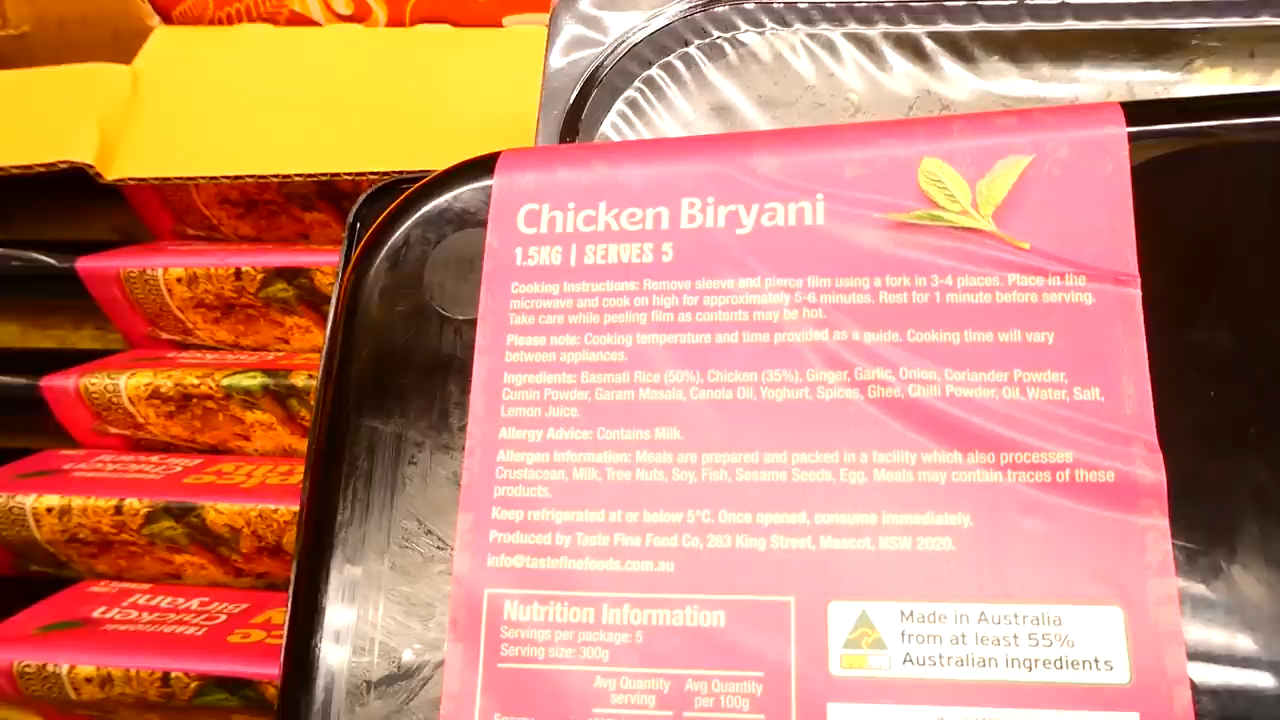 Chicken Biryani
1.5KG | SERVES 5
Cooking Instructions: Remove sleeve and pierce film using a fork in 3-4 places. Place in the
microwave and cook on high for approximately 5-6 minutes. Rest for 1 minute before serving.
Take care while peeling film as contents may be hot.
Please note: Cooking temperature and time provided as a guide. Cooking time will vary
between appliances.
Ingredients: Basmati Rice (50%), Chicken (35%), Ginger, Garlic, Onion, Coriander Powder,
Cumin Powder, Garam Masala, Canola Oil, Yoghurt, Spices, Ghee, Chilli Powder, Oil, Water, Salt,
Lemon Juice.
Allergy Advice: Contains Milk.
Allergen Information: Meals are prepared and packed in a facility which also processes
Crustacean, Milk, Tree Nuts, Soy, Fish, Sesame Seeds, Egg. Meals may contain traces of these
products.
Keep refrigerated at or below 5°C. Once opened, consume immediately.
Produced by Taste Fine Food Co, 263 King Street, Mascot, NSW 2020.
info@tastefinefoods.com.au
Nutrition Information
Servings per package: 5
Serving size: 300g
Avg Quantity Avg Quantity
serving per 100g
Made in Australia
from at least 55%
Australian ingredients
Chicken
Biryani
TRADITIONAL
Chicken
Biryani